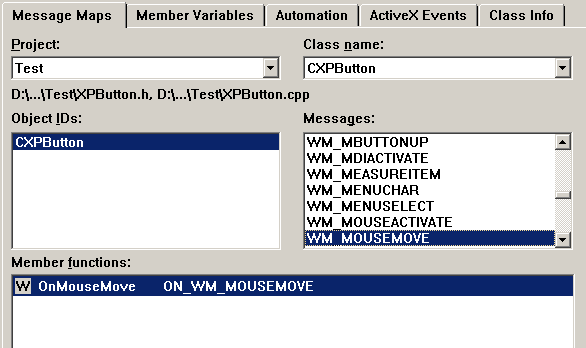 Message Maps Member Variables Automation ActiveX Events Class Info
Project: Class name:
Test CXPButton
D:\...\Test\XPButton.h, D:\...\Test\XPButton.cpp
Object IDs: Messages:
CXPButton
WM_MBUTTONUP
WM_MDIACTIVATE
WM_MEASUREITEM
WM_MENUCHAR
WM_MENUSELECT
WM_MOUSEACTIVATE
WM_MOUSEMOVE
Member functions:
W OnMouseMove ON_WM_MOUSEMOVE